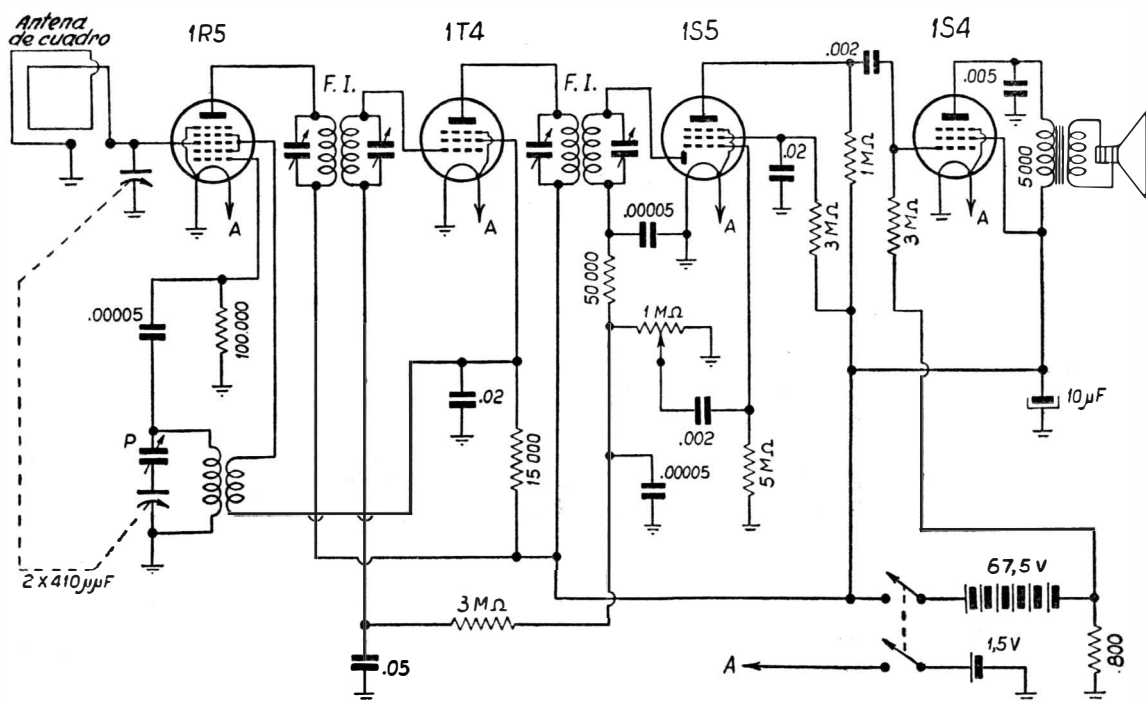 Antena
de cuadro
1R5
1T4
1S5
1S4
.002
.005
F. I.
F. I.
.02
1 MΩ
5000
A
A
A
A
.00005
3 MΩ
3 MΩ
50 000
.00005
100.000
1 MΩ
.02
10 µF
.002
P
15 000
.00005
5 MΩ
2 X 410 µµF
67,5 V
3 MΩ
1,5 V
.800
A
.05